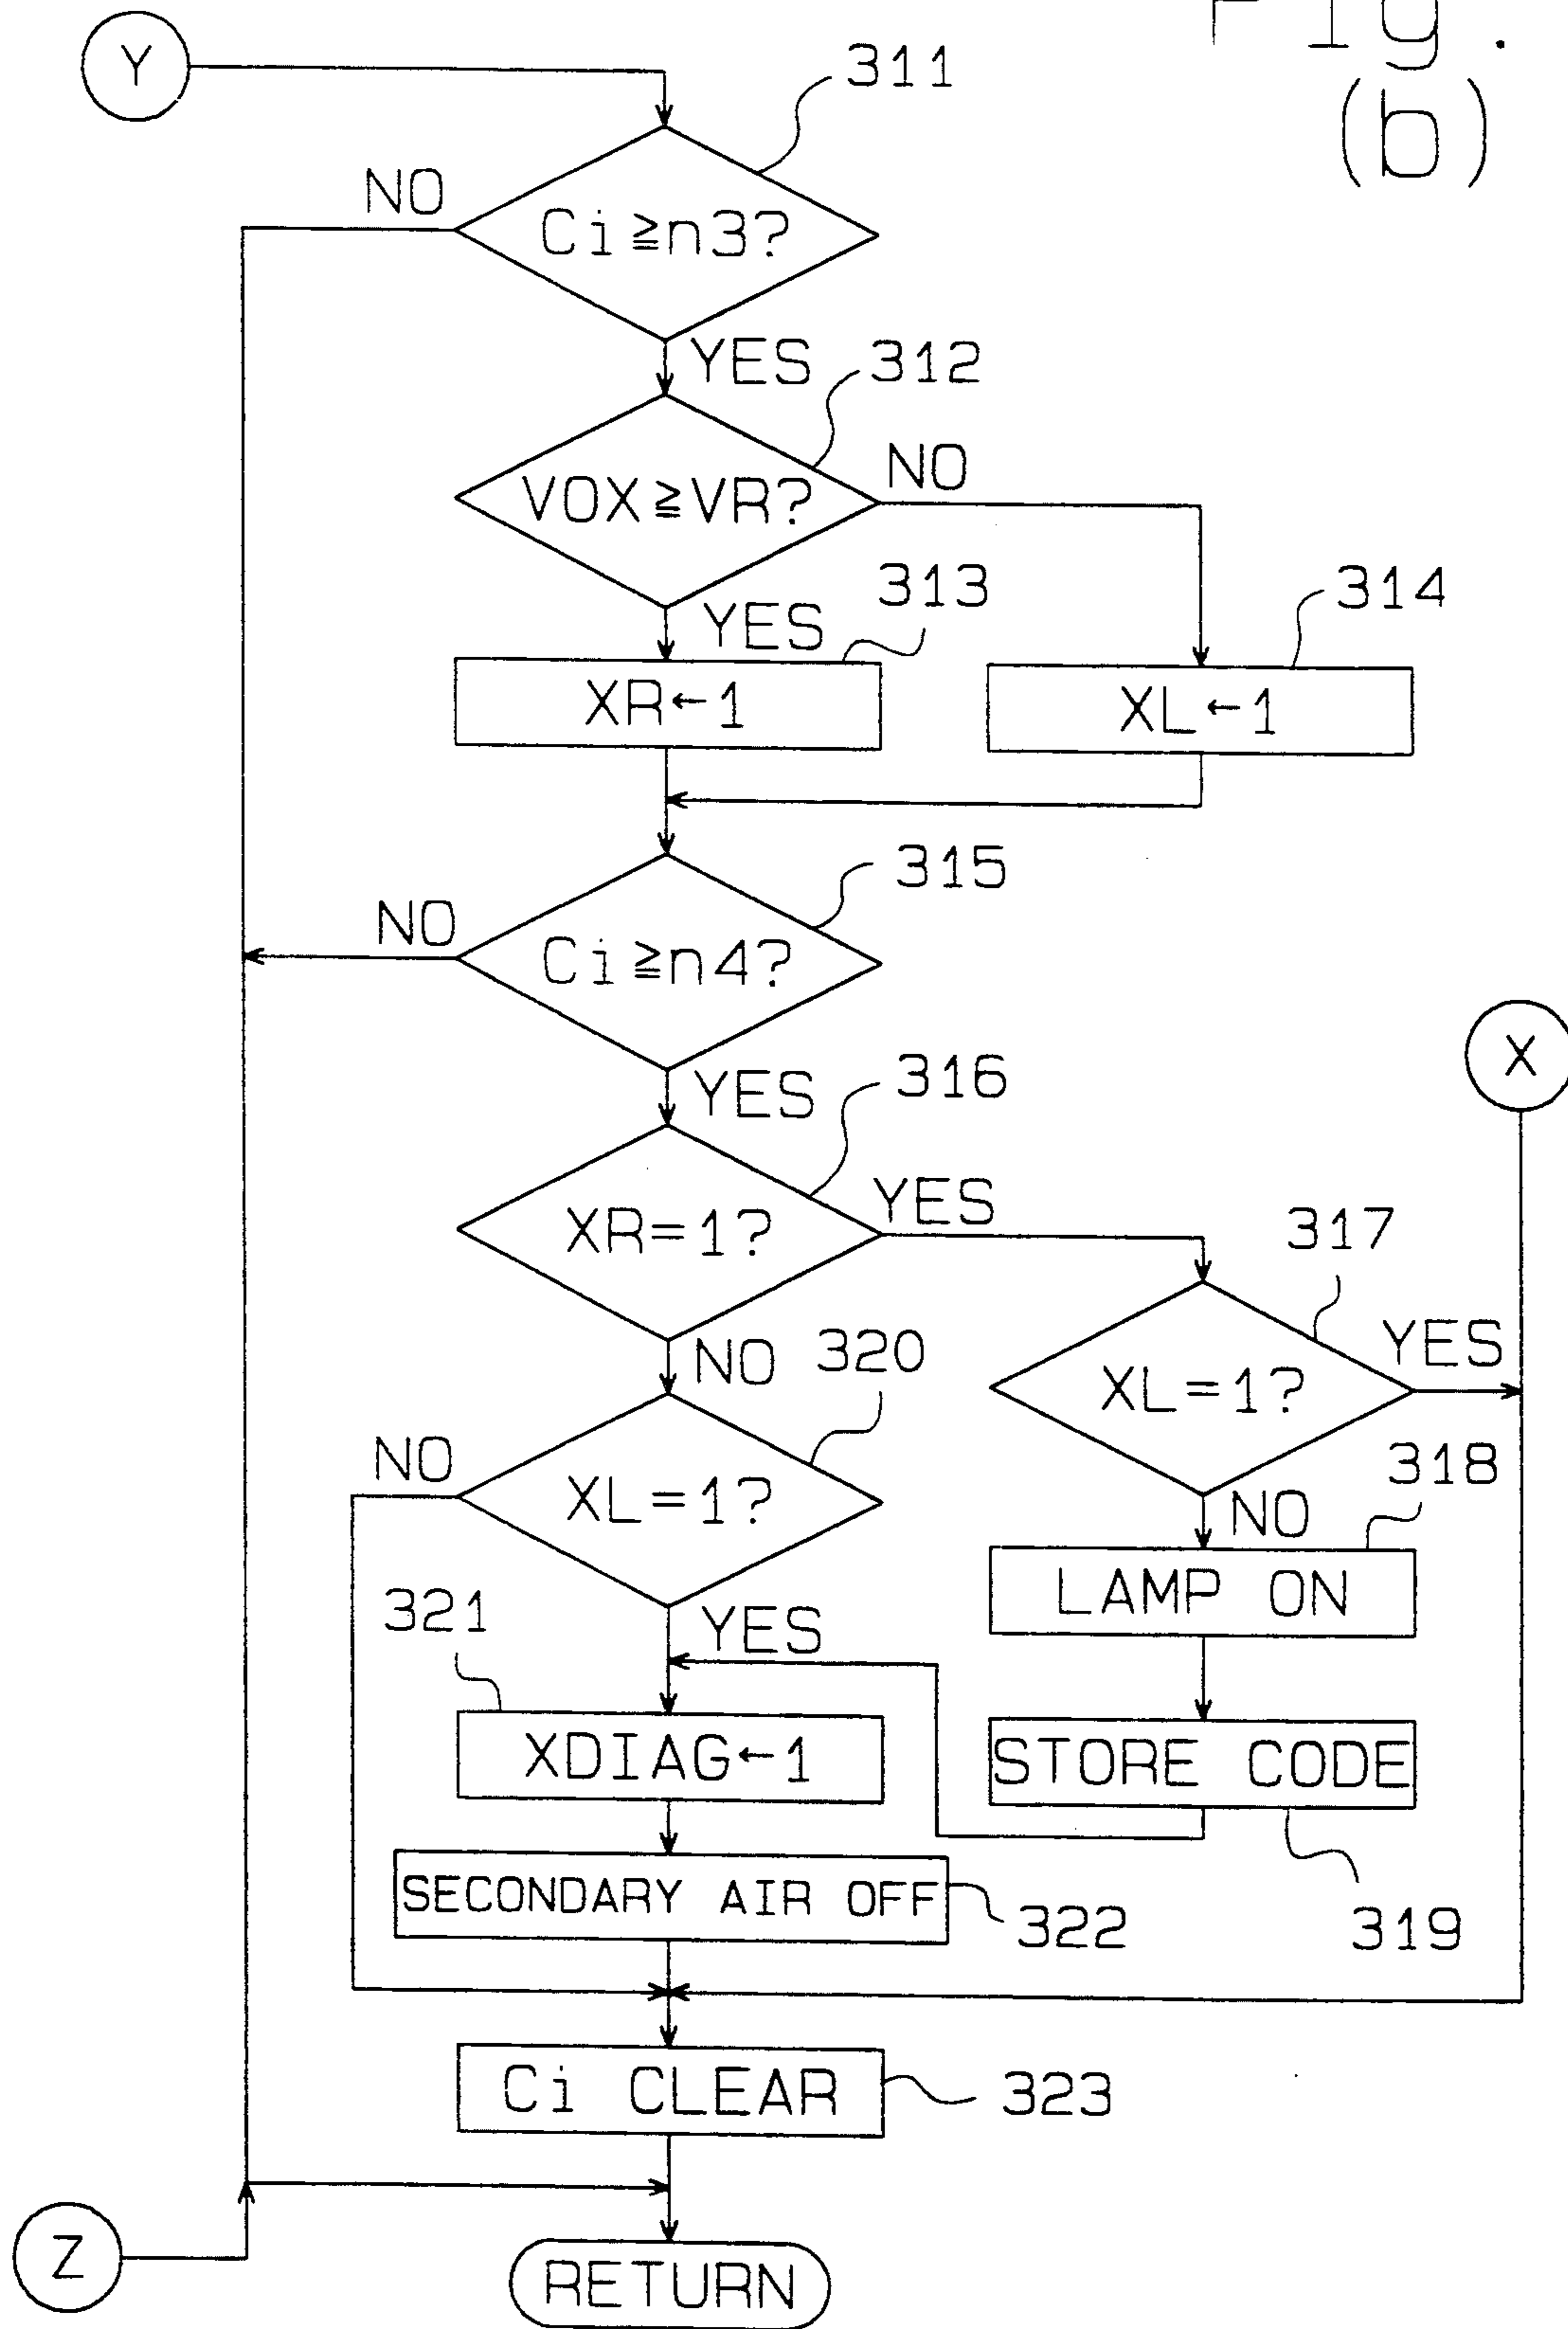 Fig.
(b)
Y
311
NO
Ci≧n3?
YES
312
VOX≧VR?
NO
313
YES
314
XR←1
XL←1
315
NO
Ci≧n4?
X
YES
316
XR=1?
YES
317
NO
320
XL=1?
YES
NO
XL=1?
318
NO
321
YES
LAMP ON
XDIAG←1
STORE CODE
SECONDARY AIR OFF
322
319
Ci CLEAR
323
Z
RETURN